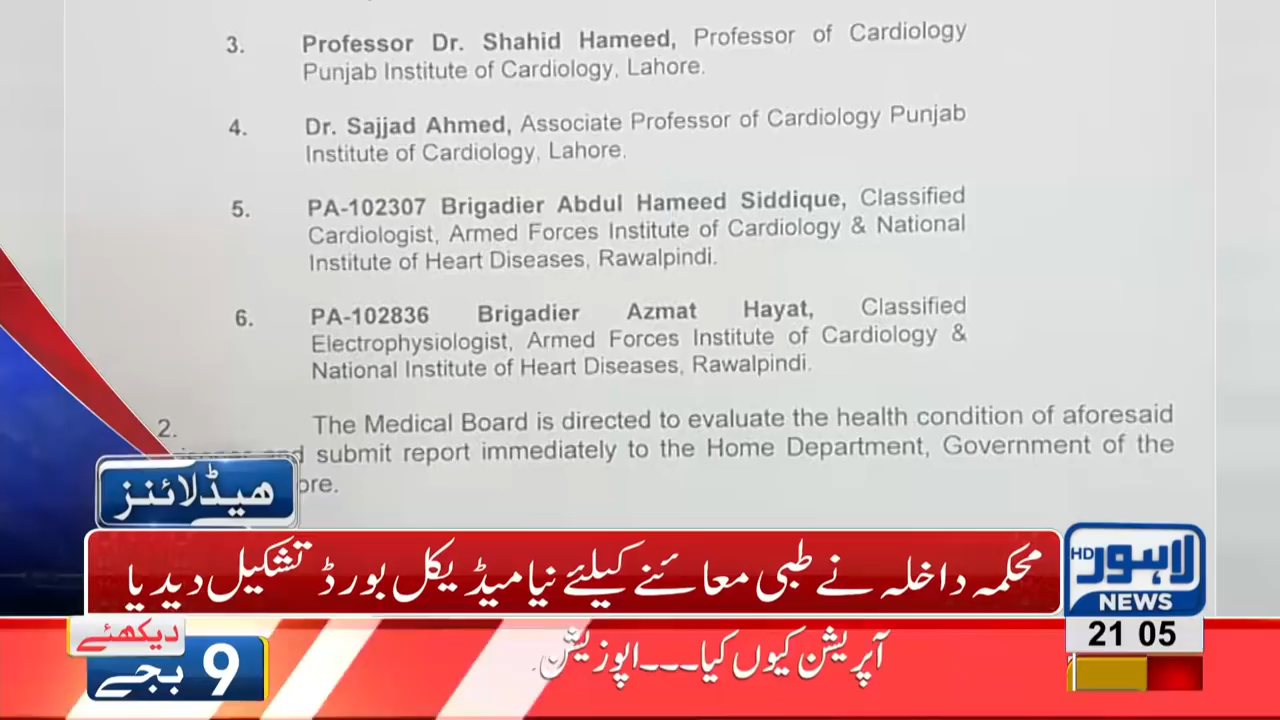 3. Professor Dr. Shahid Hameed, Professor of Cardiology
Punjab Institute of Cardiology, Lahore.
4. Dr. Sajjad Ahmed, Associate Professor of Cardiology Punjab
Institute of Cardiology, Lahore.
5. PA-102307 Brigadier Abdul Hameed Siddique, Classified
Cardiologist, Armed Forces Institute of Cardiology & National
Institute of Heart Diseases, Rawalpindi.
6. PA-102836 Brigadier Azmat Hayat, Classified
Electrophysiologist, Armed Forces Institute of Cardiology &
National Institute of Heart Diseases, Rawalpindi.
2. The Medical Board is directed to evaluate the health condition of aforesaid
submit report immediately to the Home Department, Government of the
ہیڈلائنز
محکمہ داخلہ نے طبی معائنے کیلئے نیا میڈیکل بورڈ تشکیل دیدیا
HD لاہور
NEWS
21 05
دیکھئے
9 بجے
آپریشن کیوں کیا۔۔۔اپوزیشن